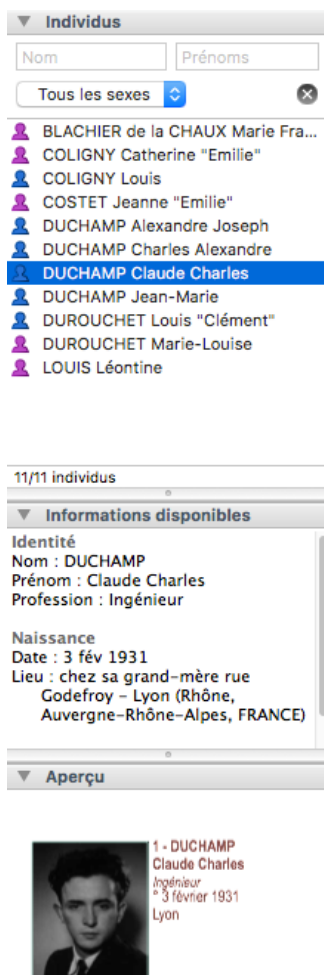 Individus
Nom Prénoms
Tous les sexes
BLACHIER de la CHAUX Marie Fra...
COLIGNY Catherine "Emilie"
COLIGNY Louis
COSTET Jeanne "Emilie"
DUCHAMP Alexandre Joseph
DUCHAMP Charles Alexandre
DUCHAMP Claude Charles
DUCHAMP Jean-Marie
DUROUCHET Louis "Clément"
DUROUCHET Marie-Louise
LOUIS Léontine
11/11 individus
Informations disponibles
Identité
Nom : DUCHAMP
Prénom : Claude Charles
Profession : Ingénieur
Naissance
Date : 3 fév 1931
Lieu : chez sa grand-mère rue
Godefroy - Lyon (Rhône,
Auvergne-Rhône-Alpes, FRANCE)
Aperçu
1 - DUCHAMP
Claude Charles
Ingénieur
° 3 février 1931
Lyon